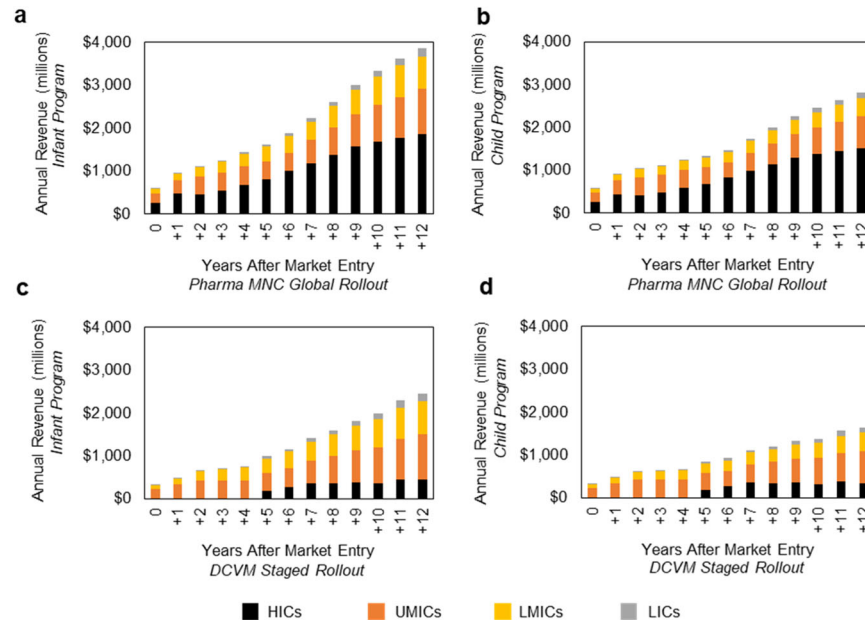 a
Annual Revenue (millions)
Infant Program
$4,000
$3,000
$2,000
$1,000
$0
0 +1 +2 +3 +4 +5 +6 +7 +8 +9 +10 +11 +12
Years After Market Entry
Pharma MNC Global Rollout
b
Annual Revenue (millions)
Child Program
$4,000
$3,000
$2,000
$1,000
$0
0 +1 +2 +3 +4 +5 +6 +7 +8 +9 +10 +11 +12
Years After Market Entry
Pharma MNC Global Rollout
c
Annual Revenue (millions)
Infant Program
$4,000
$3,000
$2,000
$1,000
$0
0 +1 +2 +3 +4 +5 +6 +7 +8 +9 +10 +11 +12
Years After Market Entry
DCVM Staged Rollout
d
Annual Revenue (millions)
Child Program
$4,000
$3,000
$2,000
$1,000
$0
0 +1 +2 +3 +4 +5 +6 +7 +8 +9 +10 +11 +12
Years After Market Entry
DCVM Staged Rollout
HICs UMICs LMICs LICs